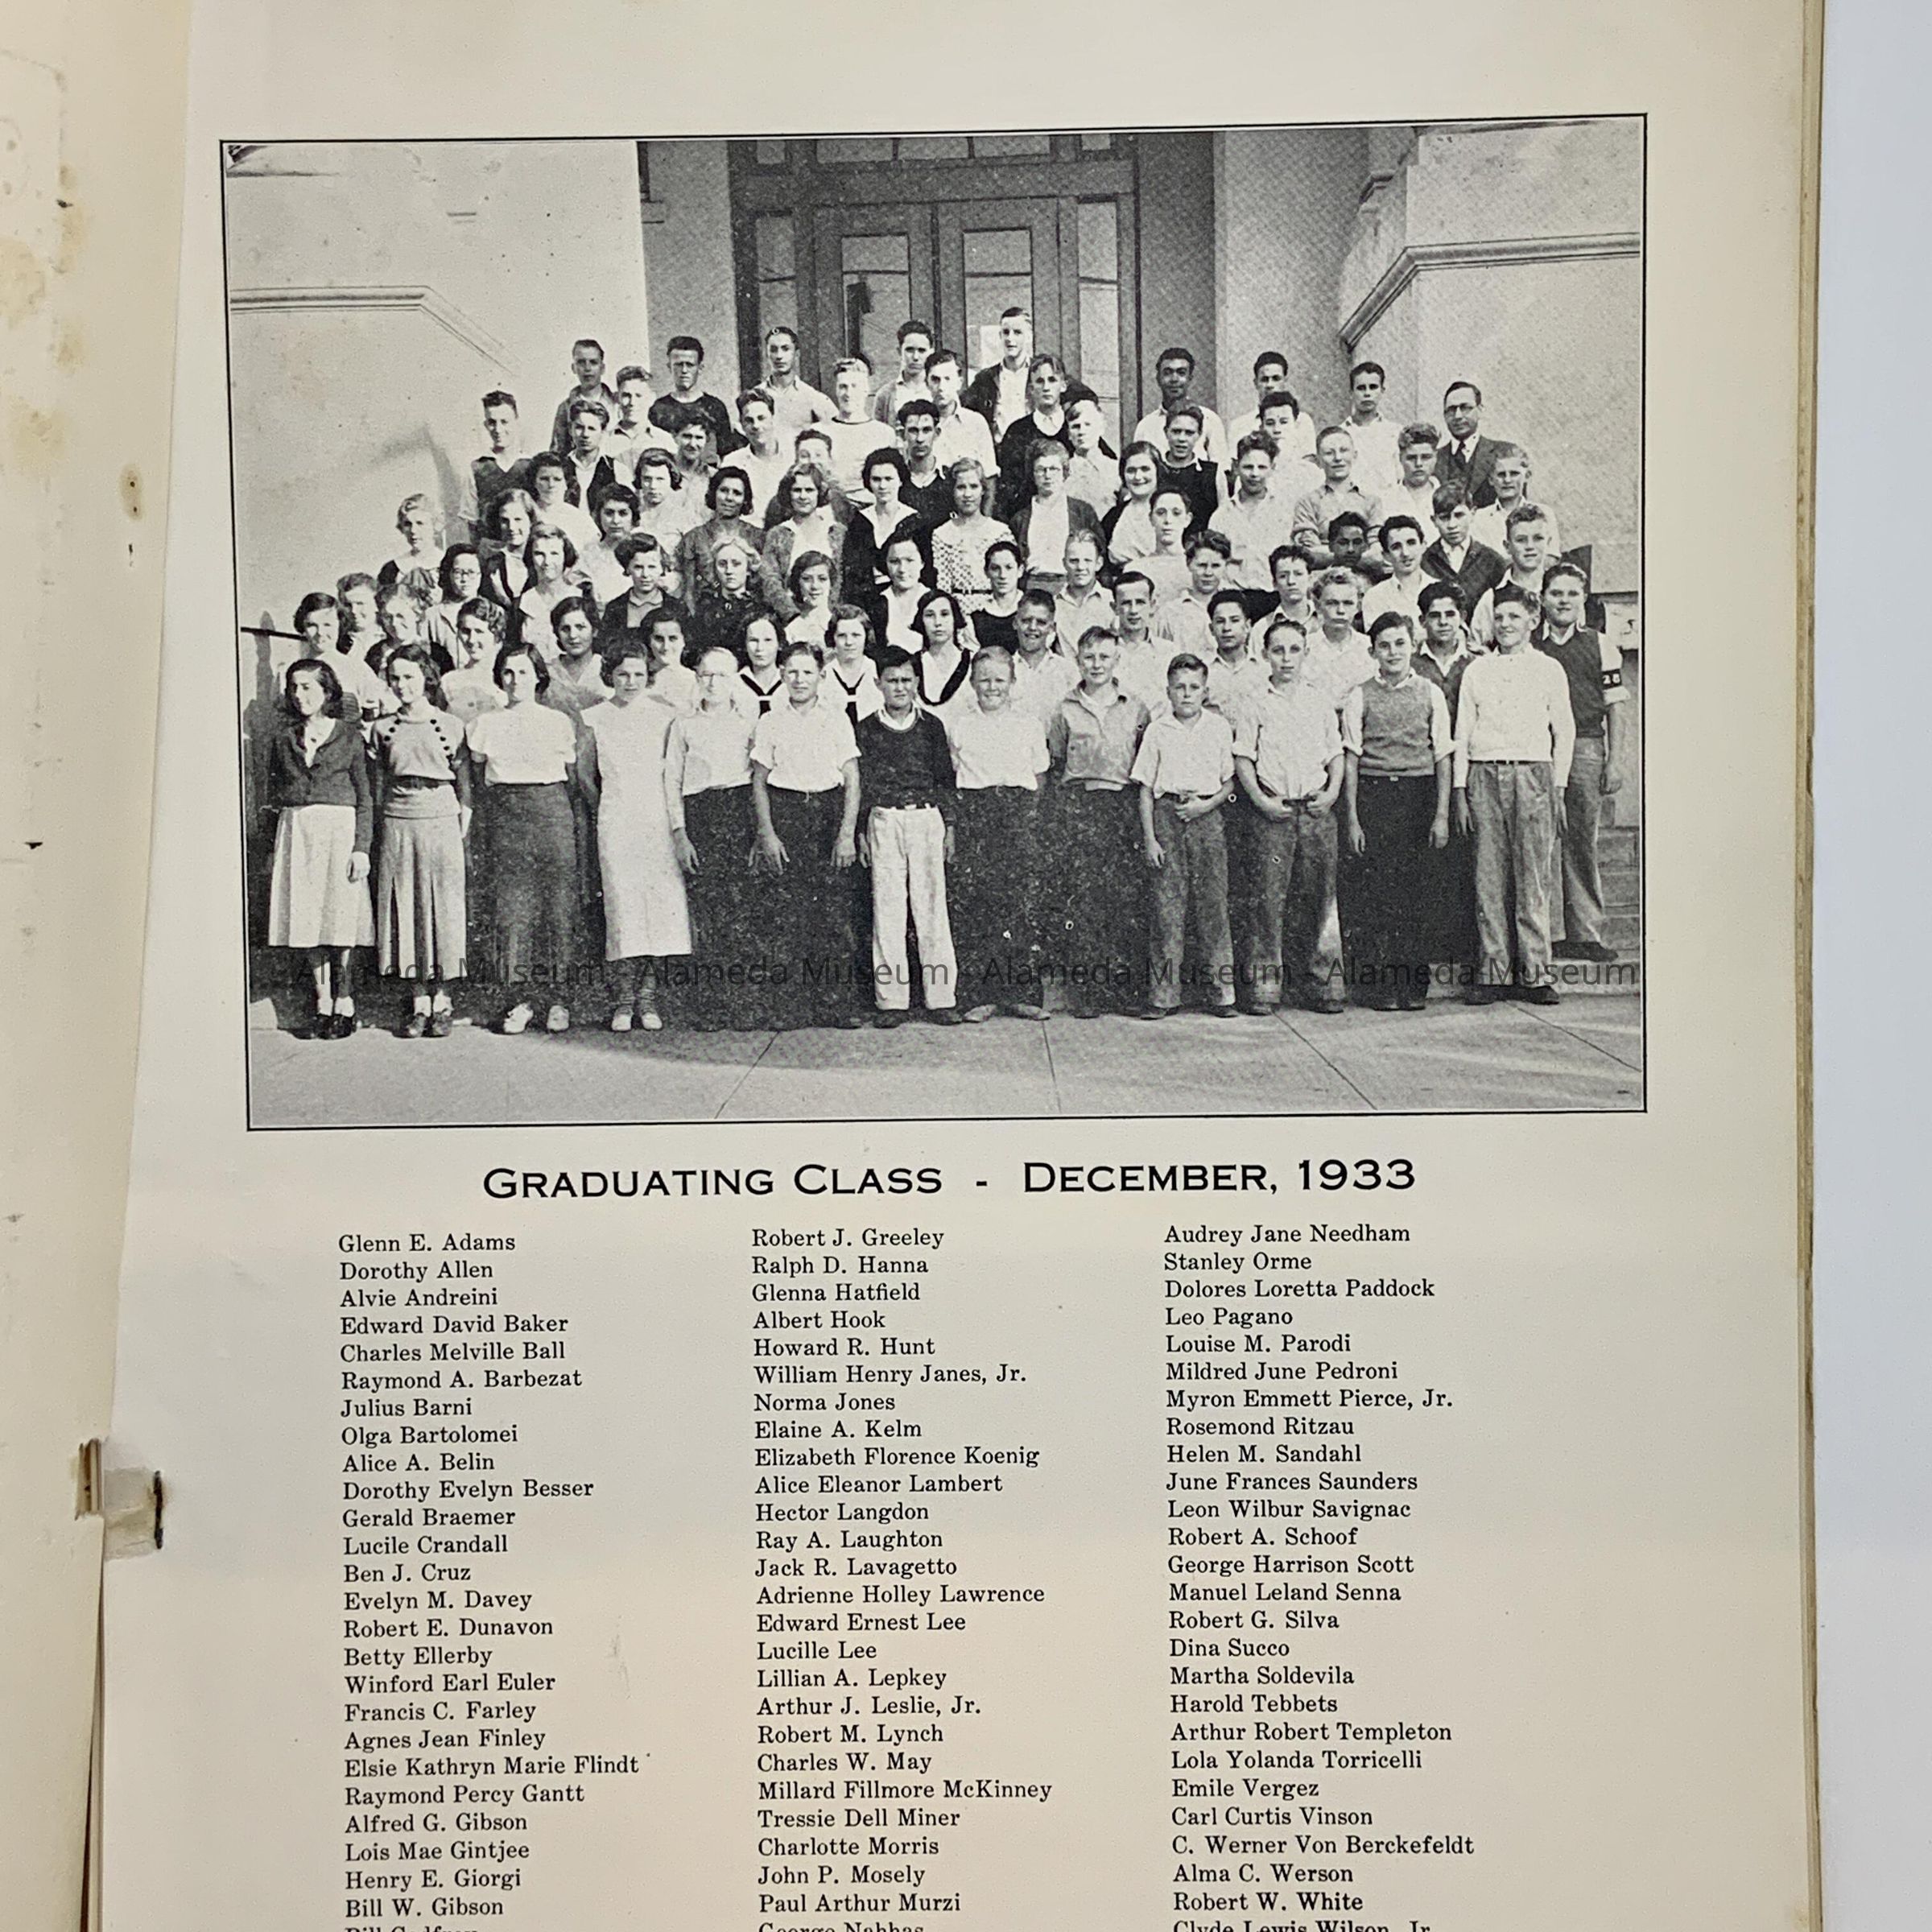 Alameda Museum - Alameda Museum - Alameda Museum - Alameda Museum
GRADUATING CLASS - DECEMBER, 1933
Glenn E. Adams
Dorothy Allen
Alvie Andreini
Edward David Baker
Charles Melville Ball
Raymond A. Barbezat
Julius Barni
Olga Bartolomei
Alice A. Belin
Dorothy Evelyn Besser
Gerald Braemer
Lucile Crandall
Ben J. Cruz
Evelyn M. Davey
Robert E. Dunavon
Betty Ellerby
Winford Earl Euler
Francis C. Farley
Agnes Jean Finley
Elsie Kathryn Marie Flindt
Raymond Percy Gantt
Alfred G. Gibson
Lois Mae Gintjee
Henry E. Giorgi
Bill W. Gibson
Robert J. Greeley
Ralph D. Hanna
Glenna Hatfield
Albert Hook
Howard R. Hunt
William Henry Janes, Jr.
Norma Jones
Elaine A. Kelm
Elizabeth Florence Koenig
Alice Eleanor Lambert
Hector Langdon
Ray A. Laughton
Jack R. Lavagetto
Adrienne Holley Lawrence
Edward Ernest Lee
Lucille Lee
Lillian A. Lepkey
Arthur J. Leslie, Jr.
Robert M. Lynch
Charles W. May
Millard Fillmore McKinney
Tressie Dell Miner
Charlotte Morris
John P. Mosely
Paul Arthur Murzi
George Nahhas
Audrey Jane Needham
Stanley Orme
Dolores Loretta Paddock
Leo Pagano
Louise M. Parodi
Mildred June Pedroni
Myron Emmett Pierce, Jr.
Rosemond Ritzau
Helen M. Sandahl
June Frances Saunders
Leon Wilbur Savignac
Robert A. Schoof
George Harrison Scott
Manuel Leland Senna
Robert G. Silva
Dina Succo
Martha Soldevila
Harold Tebbets
Arthur Robert Templeton
Lola Yolanda Torricelli
Emile Vergez
Carl Curtis Vinson
C. Werner Von Berckefeldt
Alma C. Werson
Robert W. White
Clyde Lewis Wilson, Jr.